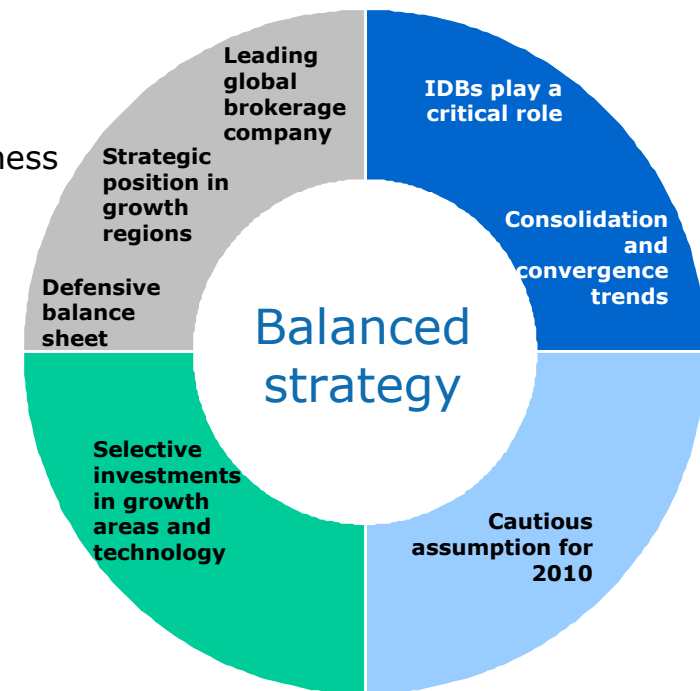 Leading
global
brokerage
company
IDBs play a
critical role
ness
Strategic
position in
growth
regions
Consolidation
and
convergence
trends
Defensive
balance
sheet
Balanced
strategy
Selective
investments
in growth
areas and
technology
Cautious
assumption for
2010